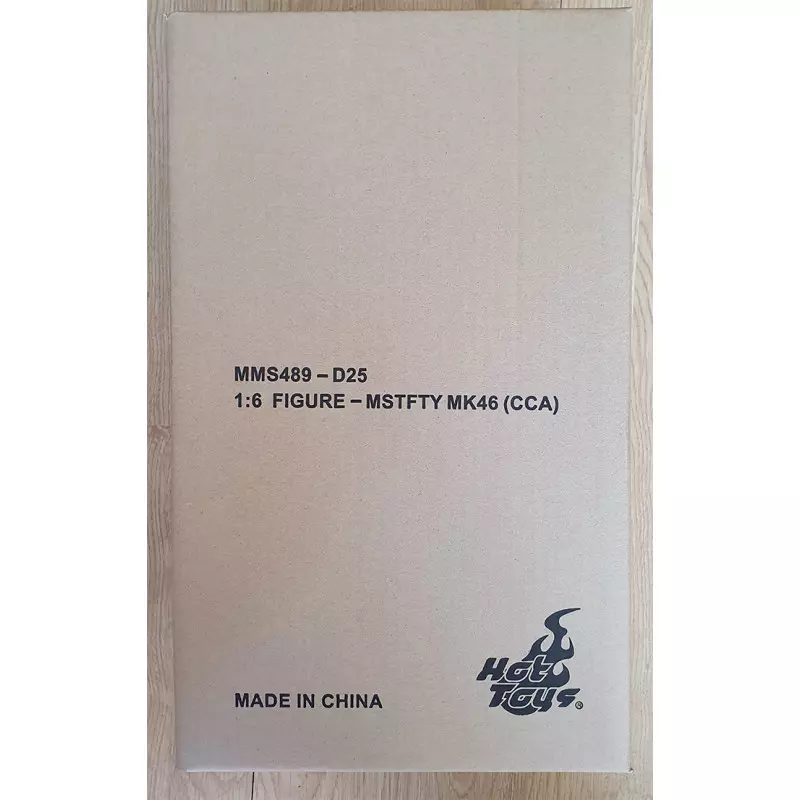 MMS489 – D25
1:6 FIGURE – MSTFTY MK46 (CCA)
Hot
Toys®
MADE IN CHINA